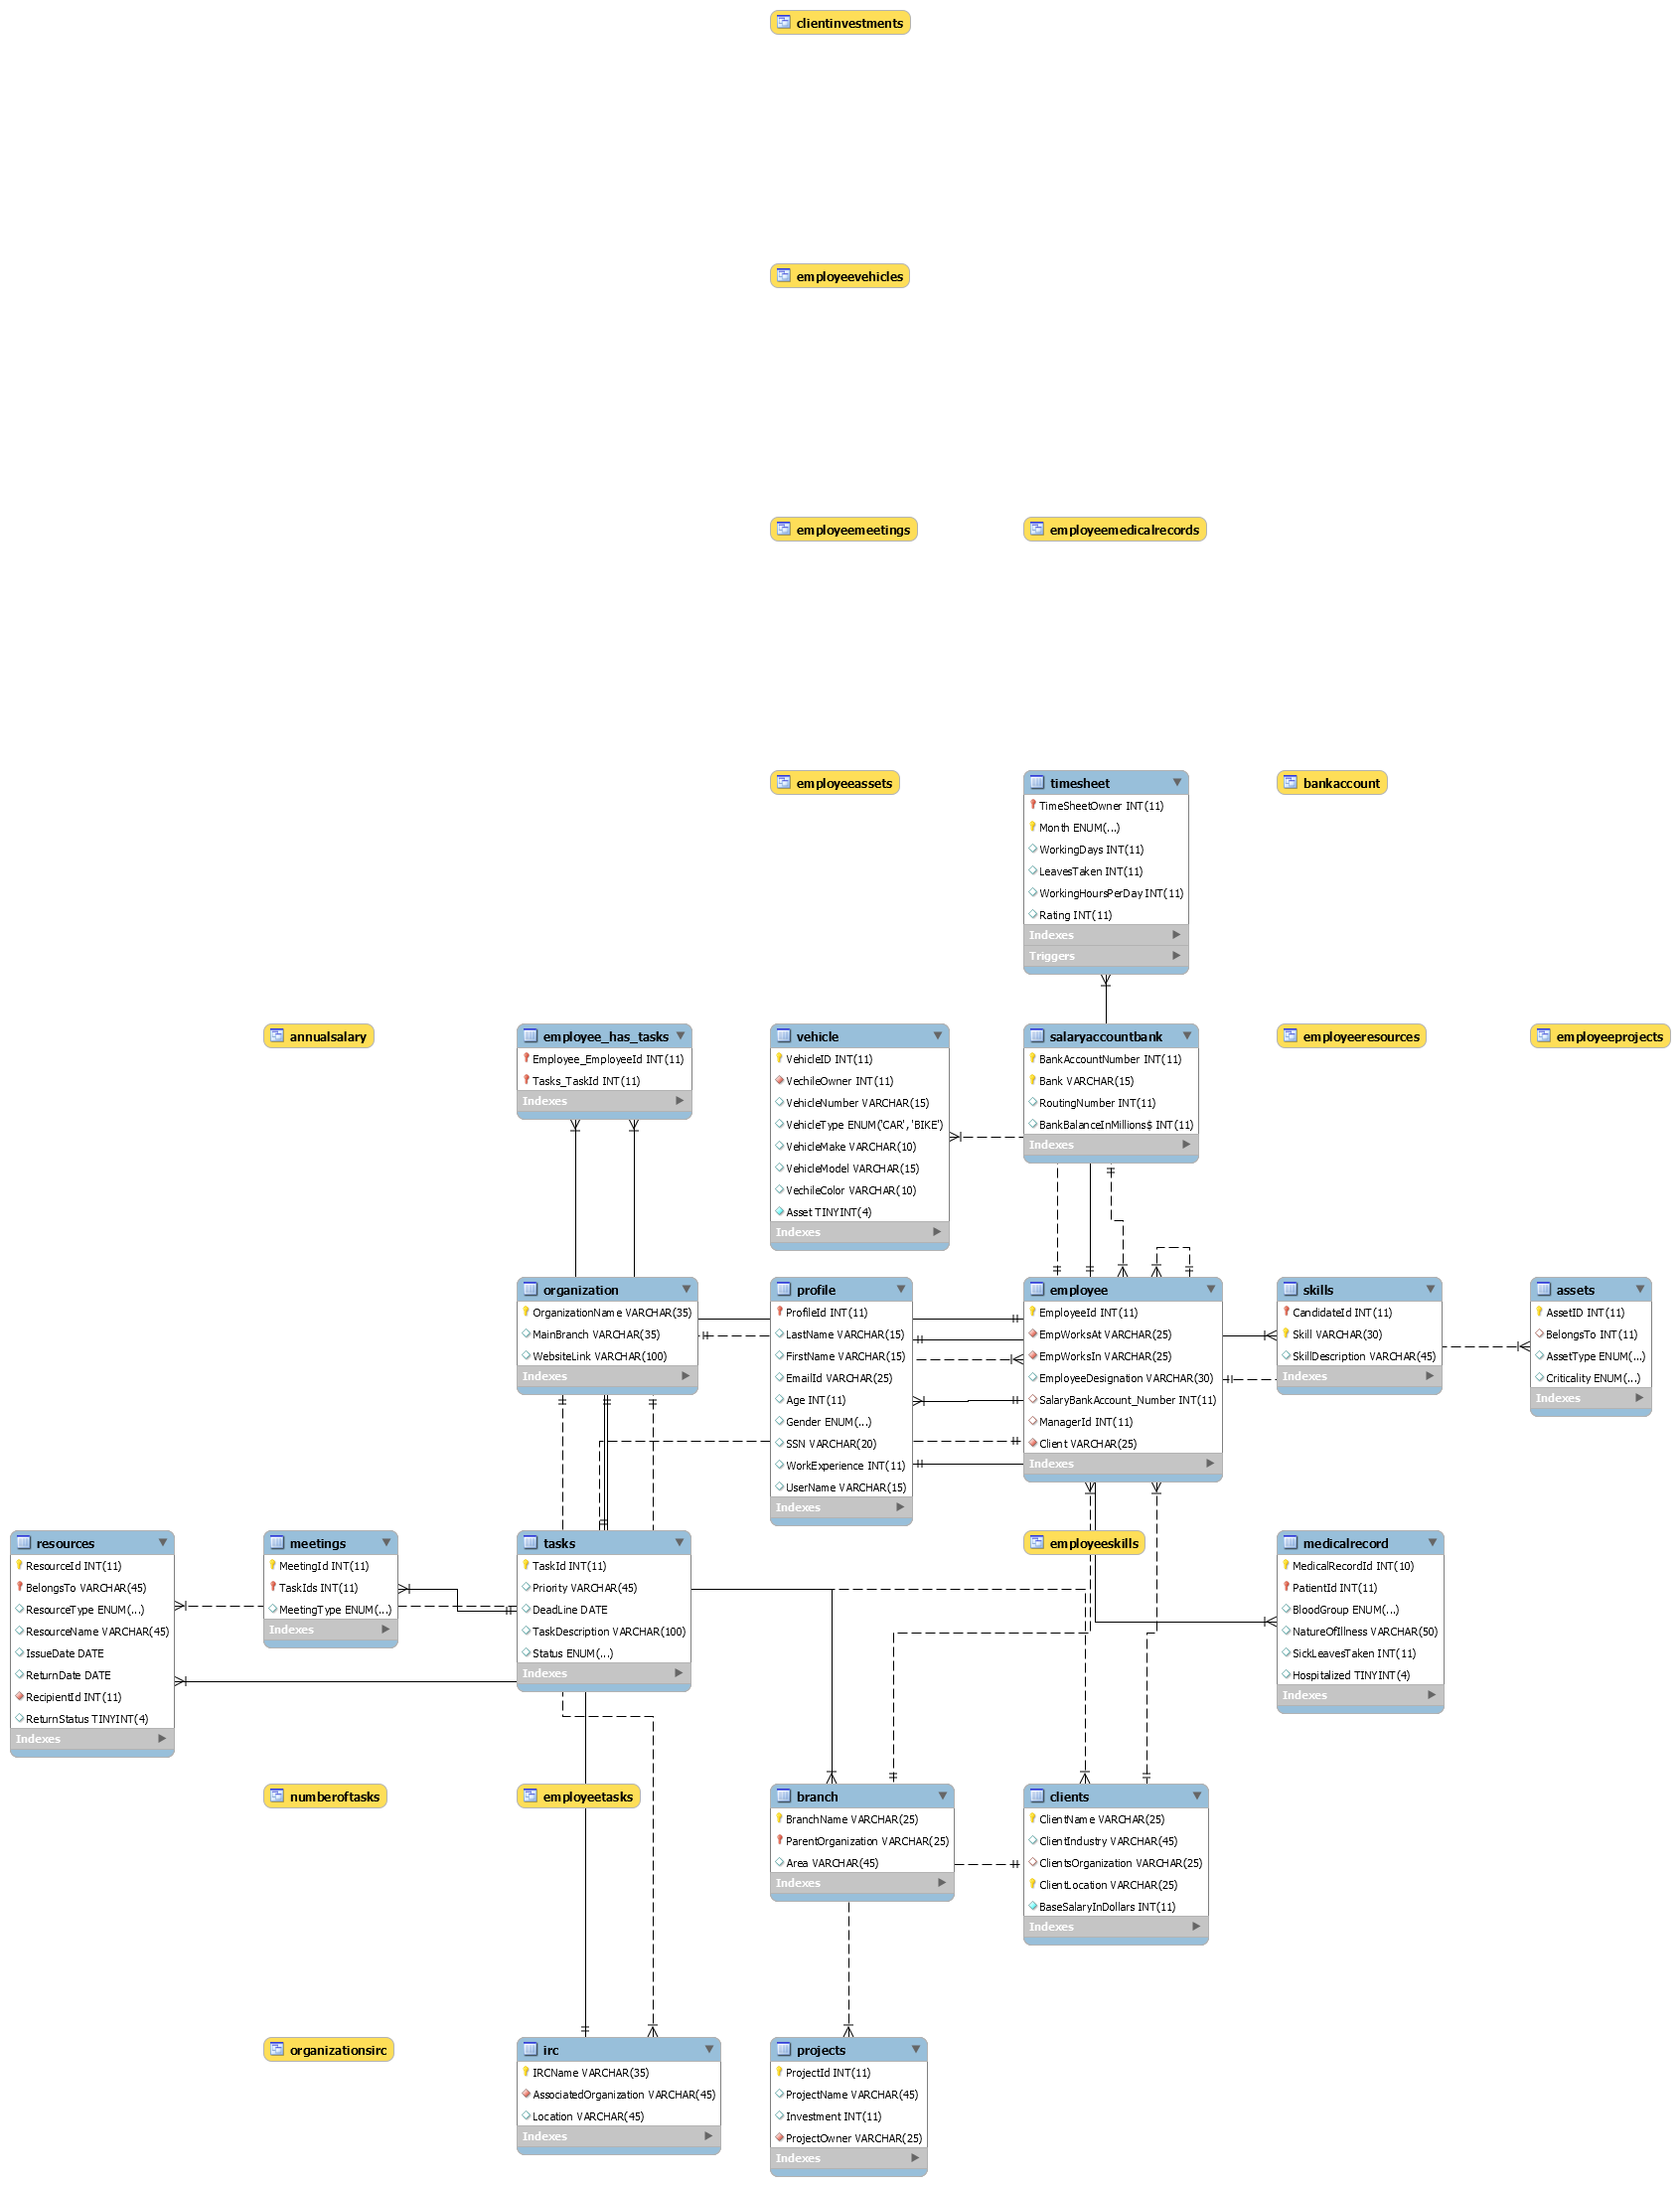 clientinvestments
employeevehicles
employeemeetings
employeemedicalrecords
employeeassets
timesheet
TimeSheetOwner INT(11)
Month ENUM(...)
WorkingDays INT(11)
LeavesTaken INT(11)
WorkingHoursPerDay INT(11)
Rating INT(11)
Indexes
Triggers
bankaccount
annualsalary
employee_has_tasks
Employee_EmployeeId INT(11)
Tasks_TaskId INT(11)
Indexes
vehicle
VehicleID INT(11)
VechileOwner INT(11)
VehicleNumber VARCHAR(15)
VehicleType ENUM('CAR','BIKE')
VehicleMake VARCHAR(10)
VehicleModel VARCHAR(15)
VechileColor VARCHAR(10)
Asset TINYINT(4)
Indexes
salaryaccountbank
BankAccountNumber INT(11)
Bank VARCHAR(15)
RoutingNumber INT(11)
BankBalanceInMillions$ INT(11)
Indexes
employeeresources
employeeprojects
organization
OrganizationName VARCHAR(35)
MainBranch VARCHAR(35)
WebsiteLink VARCHAR(100)
Indexes
profile
ProfileId INT(11)
LastName VARCHAR(15)
FirstName VARCHAR(15)
EmailId VARCHAR(25)
Age INT(11)
Gender ENUM(...)
SSN VARCHAR(20)
WorkExperience INT(11)
UserName VARCHAR(15)
Indexes
employee
EmployeeId INT(11)
EmpWorksAt VARCHAR(25)
EmpWorksIn VARCHAR(25)
EmployeeDesignation VARCHAR(30)
SalaryBankAccount_Number INT(11)
ManagerId INT(11)
Client VARCHAR(25)
Indexes
skills
CandidateId INT(11)
Skill VARCHAR(30)
SkillDescription VARCHAR(45)
Indexes
assets
AssetID INT(11)
BelongsTo INT(11)
AssetType ENUM(...)
Criticality ENUM(...)
Indexes
resources
ResourceId INT(11)
BelongsTo VARCHAR(45)
ResourceType ENUM(...)
ResourceName VARCHAR(45)
IssueDate DATE
ReturnDate DATE
RecipientId INT(11)
ReturnStatus TINYINT(4)
Indexes
meetings
MeetingId INT(11)
TaskIds INT(11)
MeetingType ENUM(...)
Indexes
tasks
TaskId INT(11)
Priority VARCHAR(45)
DeadLine DATE
TaskDescription VARCHAR(100)
Status ENUM(...)
Indexes
employeeskills
medicalrecord
MedicalRecordId INT(10)
PatientId INT(11)
BloodGroup ENUM(...)
NatureOfIllness VARCHAR(50)
SickLeavesTaken INT(11)
Hospitalized TINYINT(4)
Indexes
numberoftasks
employeetasks
branch
BranchName VARCHAR(25)
ParentOrganization VARCHAR(25)
Area VARCHAR(45)
Indexes
clients
ClientName VARCHAR(25)
ClientIndustry VARCHAR(45)
ClientsOrganization VARCHAR(25)
ClientLocation VARCHAR(25)
BaseSalaryInDollars INT(11)
Indexes
organizationsirc
irc
IRCName VARCHAR(35)
AssociatedOrganization VARCHAR(45)
Location VARCHAR(45)
Indexes
projects
ProjectId INT(11)
ProjectName VARCHAR(45)
Investment INT(11)
ProjectOwner VARCHAR(25)
Indexes